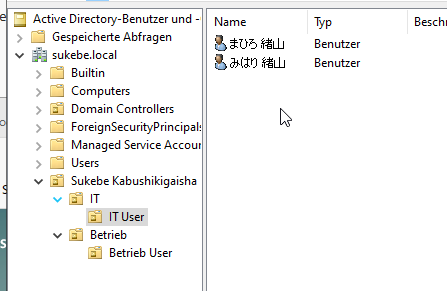 Active Directory-Benutzer und -
Gespeicherte Abfragen
sukebe.local
Builtin
Computers
Domain Controllers
ForeignSecurityPrincipals
Managed Service Accou
Users
Sukebe Kabushikigaisha
IT
IT User
Betrieb
Betrieb User
Name Typ Beschr
まひろ 緒山 Benutzer
みはり 緒山 Benutzer